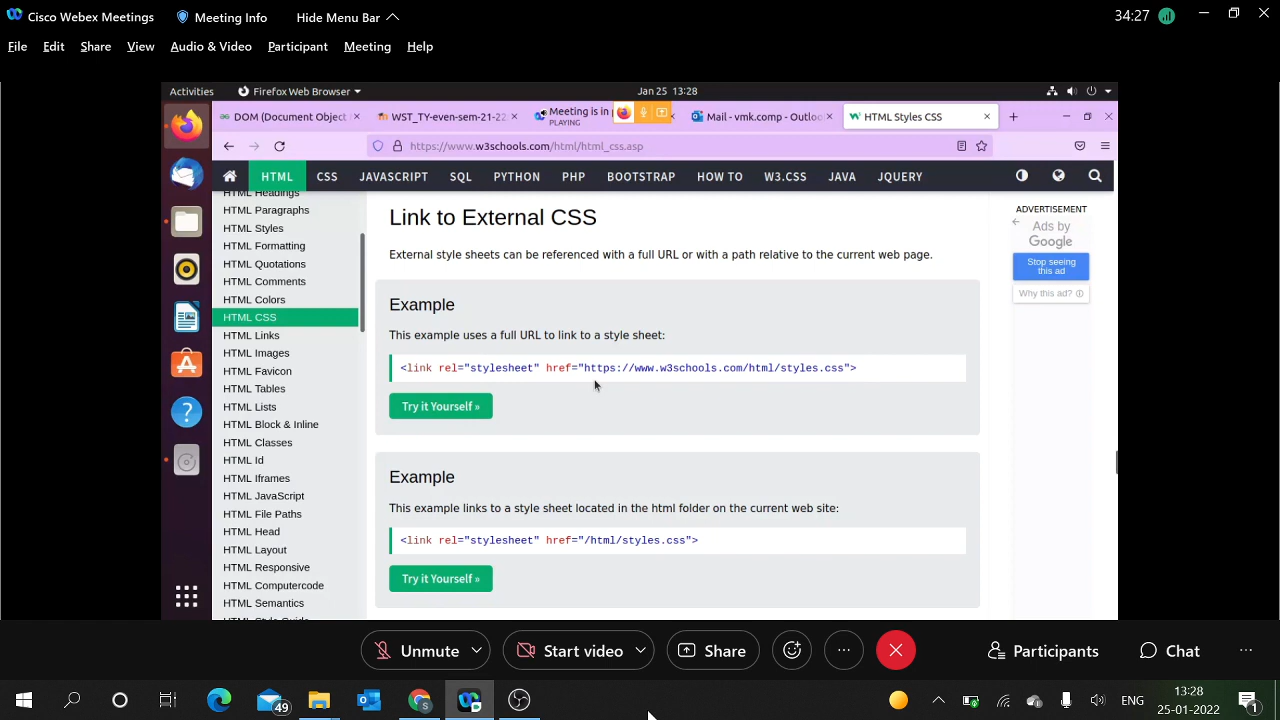 Cisco Webex Meetings
Meeting Info
Hide Menu Bar
34:27
File Edit Share View Audio & Video Participant Meeting Help
Activities
Firefox Web Browser
Jan 25 13:28
DOM (Document Object
WST_TY-even-sem-21-22
Meeting is in
PLAYING
Mail - vmk.comp - Outloo
HTML Styles CSS
https://www.w3schools.com/html/html_css.asp
HTML CSS JAVASCRIPT SQL PYTHON PHP BOOTSTRAP HOW TO W3.CSS JAVA JQUERY
HTML Headings
HTML Paragraphs
HTML Styles
HTML Formatting
HTML Quotations
HTML Comments
HTML Colors
HTML CSS
HTML Links
HTML Images
HTML Favicon
HTML Tables
HTML Lists
HTML Block & Inline
HTML Classes
HTML Id
HTML Iframes
HTML JavaScript
HTML File Paths
HTML Head
HTML Layout
HTML Responsive
HTML Computercode
HTML Semantics
Link to External CSS
External style sheets can be referenced with a full URL or with a path relative to the current web page.
Example
This example uses a full URL to link to a style sheet:
<link rel="stylesheet" href="https://www.w3schools.com/html/styles.css">
Try it Yourself »
Example
This example links to a style sheet located in the html folder on the current web site:
<link rel="stylesheet" href="/html/styles.css">
Try it Yourself »
ADVERTISEMENT
Ads by
Google
Stop seeing
this ad
Why this ad?
Unmute
Start video
Share
Participants
Chat
49
ENG
13:28
25-01-2022
1